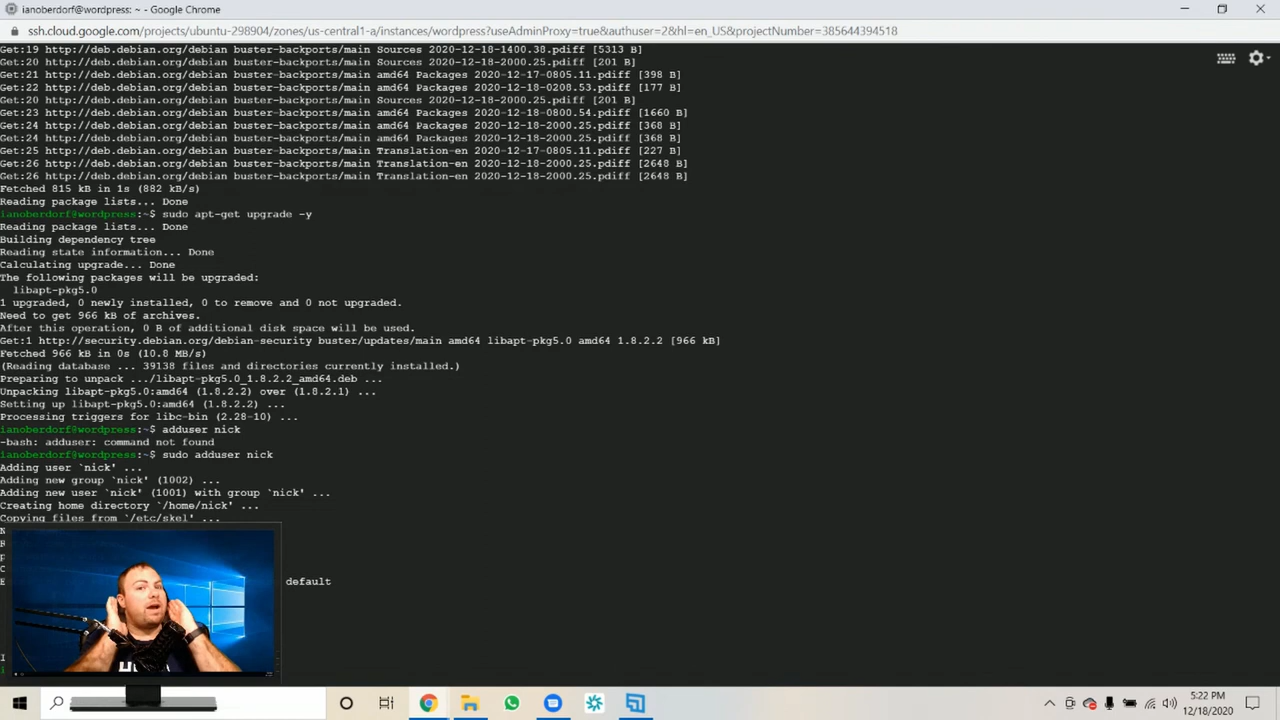 ianoberdorf@wordpress: ~ - Google Chrome
ssh.cloud.google.com/projects/ubuntu-298904/zones/us-central1-a/instances/wordpress?useAdminProxy=true&authuser=2&hl=en_US&projectNumber=385644394518
Get:19 http://deb.debian.org/debian buster-backports/main Sources 2020-12-18-1400.38.pdiff [5313 B]
Get:20 http://deb.debian.org/debian buster-backports/main Sources 2020-12-18-2000.25.pdiff [201 B]
Get:21 http://deb.debian.org/debian buster-backports/main amd64 Packages 2020-12-17-0805.11.pdiff [398 B]
Get:22 http://deb.debian.org/debian buster-backports/main amd64 Packages 2020-12-18-0208.53.pdiff [177 B]
Get:20 http://deb.debian.org/debian buster-backports/main Sources 2020-12-18-2000.25.pdiff [201 B]
Get:23 http://deb.debian.org/debian buster-backports/main amd64 Packages 2020-12-18-0800.54.pdiff [1660 B]
Get:24 http://deb.debian.org/debian buster-backports/main amd64 Packages 2020-12-18-2000.25.pdiff [368 B]
Get:24 http://deb.debian.org/debian buster-backports/main amd64 Packages 2020-12-18-2000.25.pdiff [368 B]
Get:25 http://deb.debian.org/debian buster-backports/main Translation-en 2020-12-17-0805.11.pdiff [227 B]
Get:26 http://deb.debian.org/debian buster-backports/main Translation-en 2020-12-18-2000.25.pdiff [2648 B]
Get:26 http://deb.debian.org/debian buster-backports/main Translation-en 2020-12-18-2000.25.pdiff [2648 B]
Fetched 815 kB in 1s (882 kB/s)
Reading package lists... Done
ianoberdorf@wordpress:~$ sudo apt-get upgrade -y
Reading package lists... Done
Building dependency tree
Reading state information... Done
Calculating upgrade... Done
The following packages will be upgraded:
libapt-pkg5.0
1 upgraded, 0 newly installed, 0 to remove and 0 not upgraded.
Need to get 966 kB of archives.
After this operation, 0 B of additional disk space will be used.
Get:1 http://security.debian.org/debian-security buster/updates/main amd64 libapt-pkg5.0 amd64 1.8.2.2 [966 kB]
Fetched 966 kB in 0s (10.8 MB/s)
(Reading database ... 39138 files and directories currently installed.)
Preparing to unpack .../libapt-pkg5.0_1.8.2.2_amd64.deb ...
Unpacking libapt-pkg5.0:amd64 (1.8.2.2) over (1.8.2.1) ...
Setting up libapt-pkg5.0:amd64 (1.8.2.2) ...
Processing triggers for libc-bin (2.28-10) ...
ianoberdorf@wordpress:~$ adduser nick
-bash: adduser: command not found
ianoberdorf@wordpress:~$ sudo adduser nick
Adding user `nick' ...
Adding new group `nick' (1002) ...
Adding new user `nick' (1001) with group `nick' ...
Creating home directory `/home/nick' ...
Copying files from `/etc/skel' ...
default
5:22 PM
12/18/2020